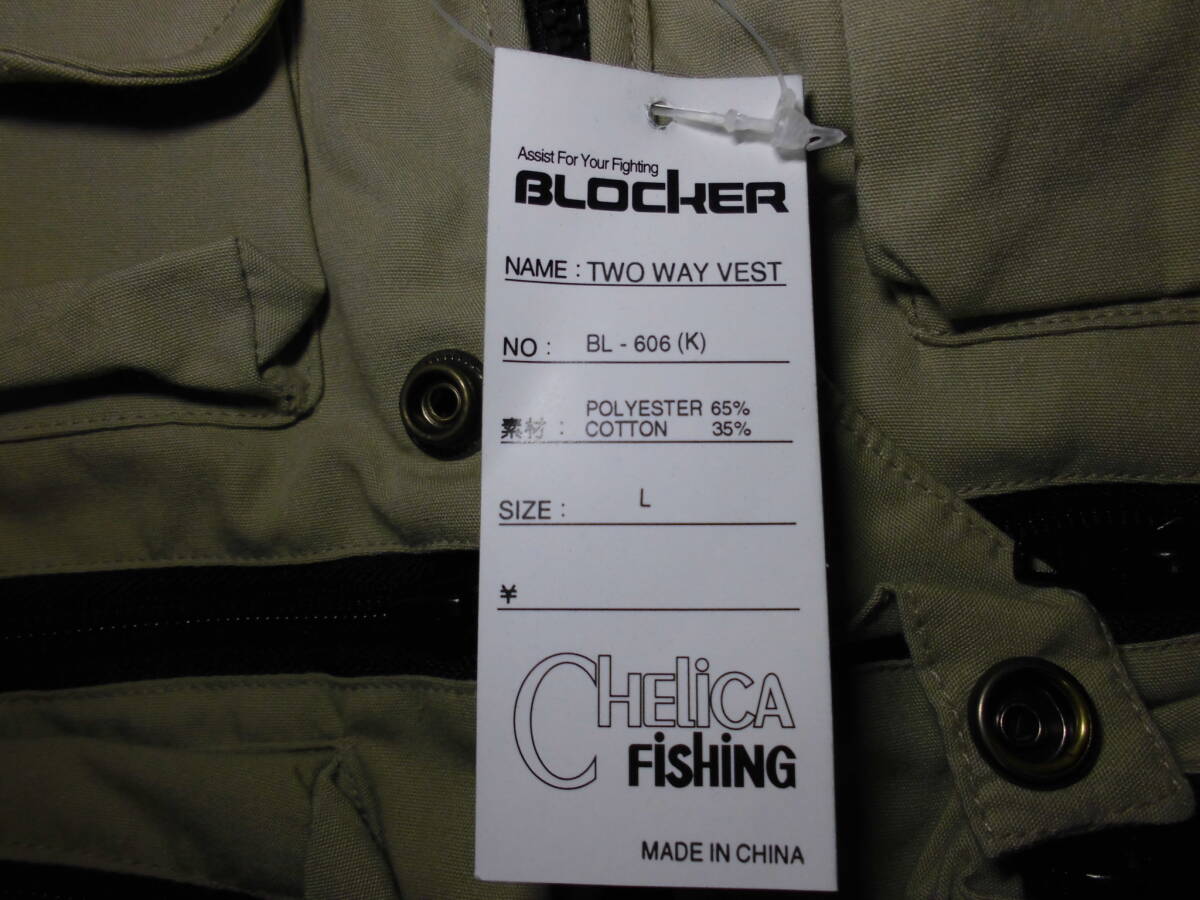 Assist For Your Fighting
BLOCKER
NAME : TWO WAY VEST
NO : BL - 606 (K)
素材 : POLYESTER 65%
COTTON 35%
SIZE : L
¥
CHELICA
FISHING
MADE IN CHINA